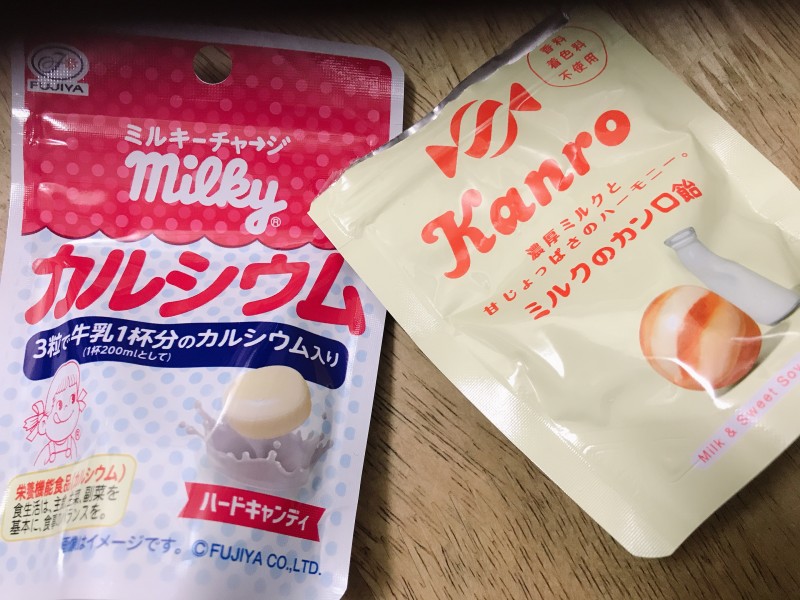 FUJIYA
ミルキーチャージ
milky®
カルシウム
3粒で牛乳1杯分のカルシウム入り
(1杯200mlとして)
栄養機能食品(カルシウム)
食生活は、主食、主菜、副菜を
基本に、食事のバランスを。
ハードキャンディ
画像はイメージです。
©FUJIYA CO.,LTD.
香料
着色料
不使用
Kanro
濃厚ミルクと
甘じょっぱさのハーモニー。
ミルクのカンロ飴
Milk & Sweet Soy